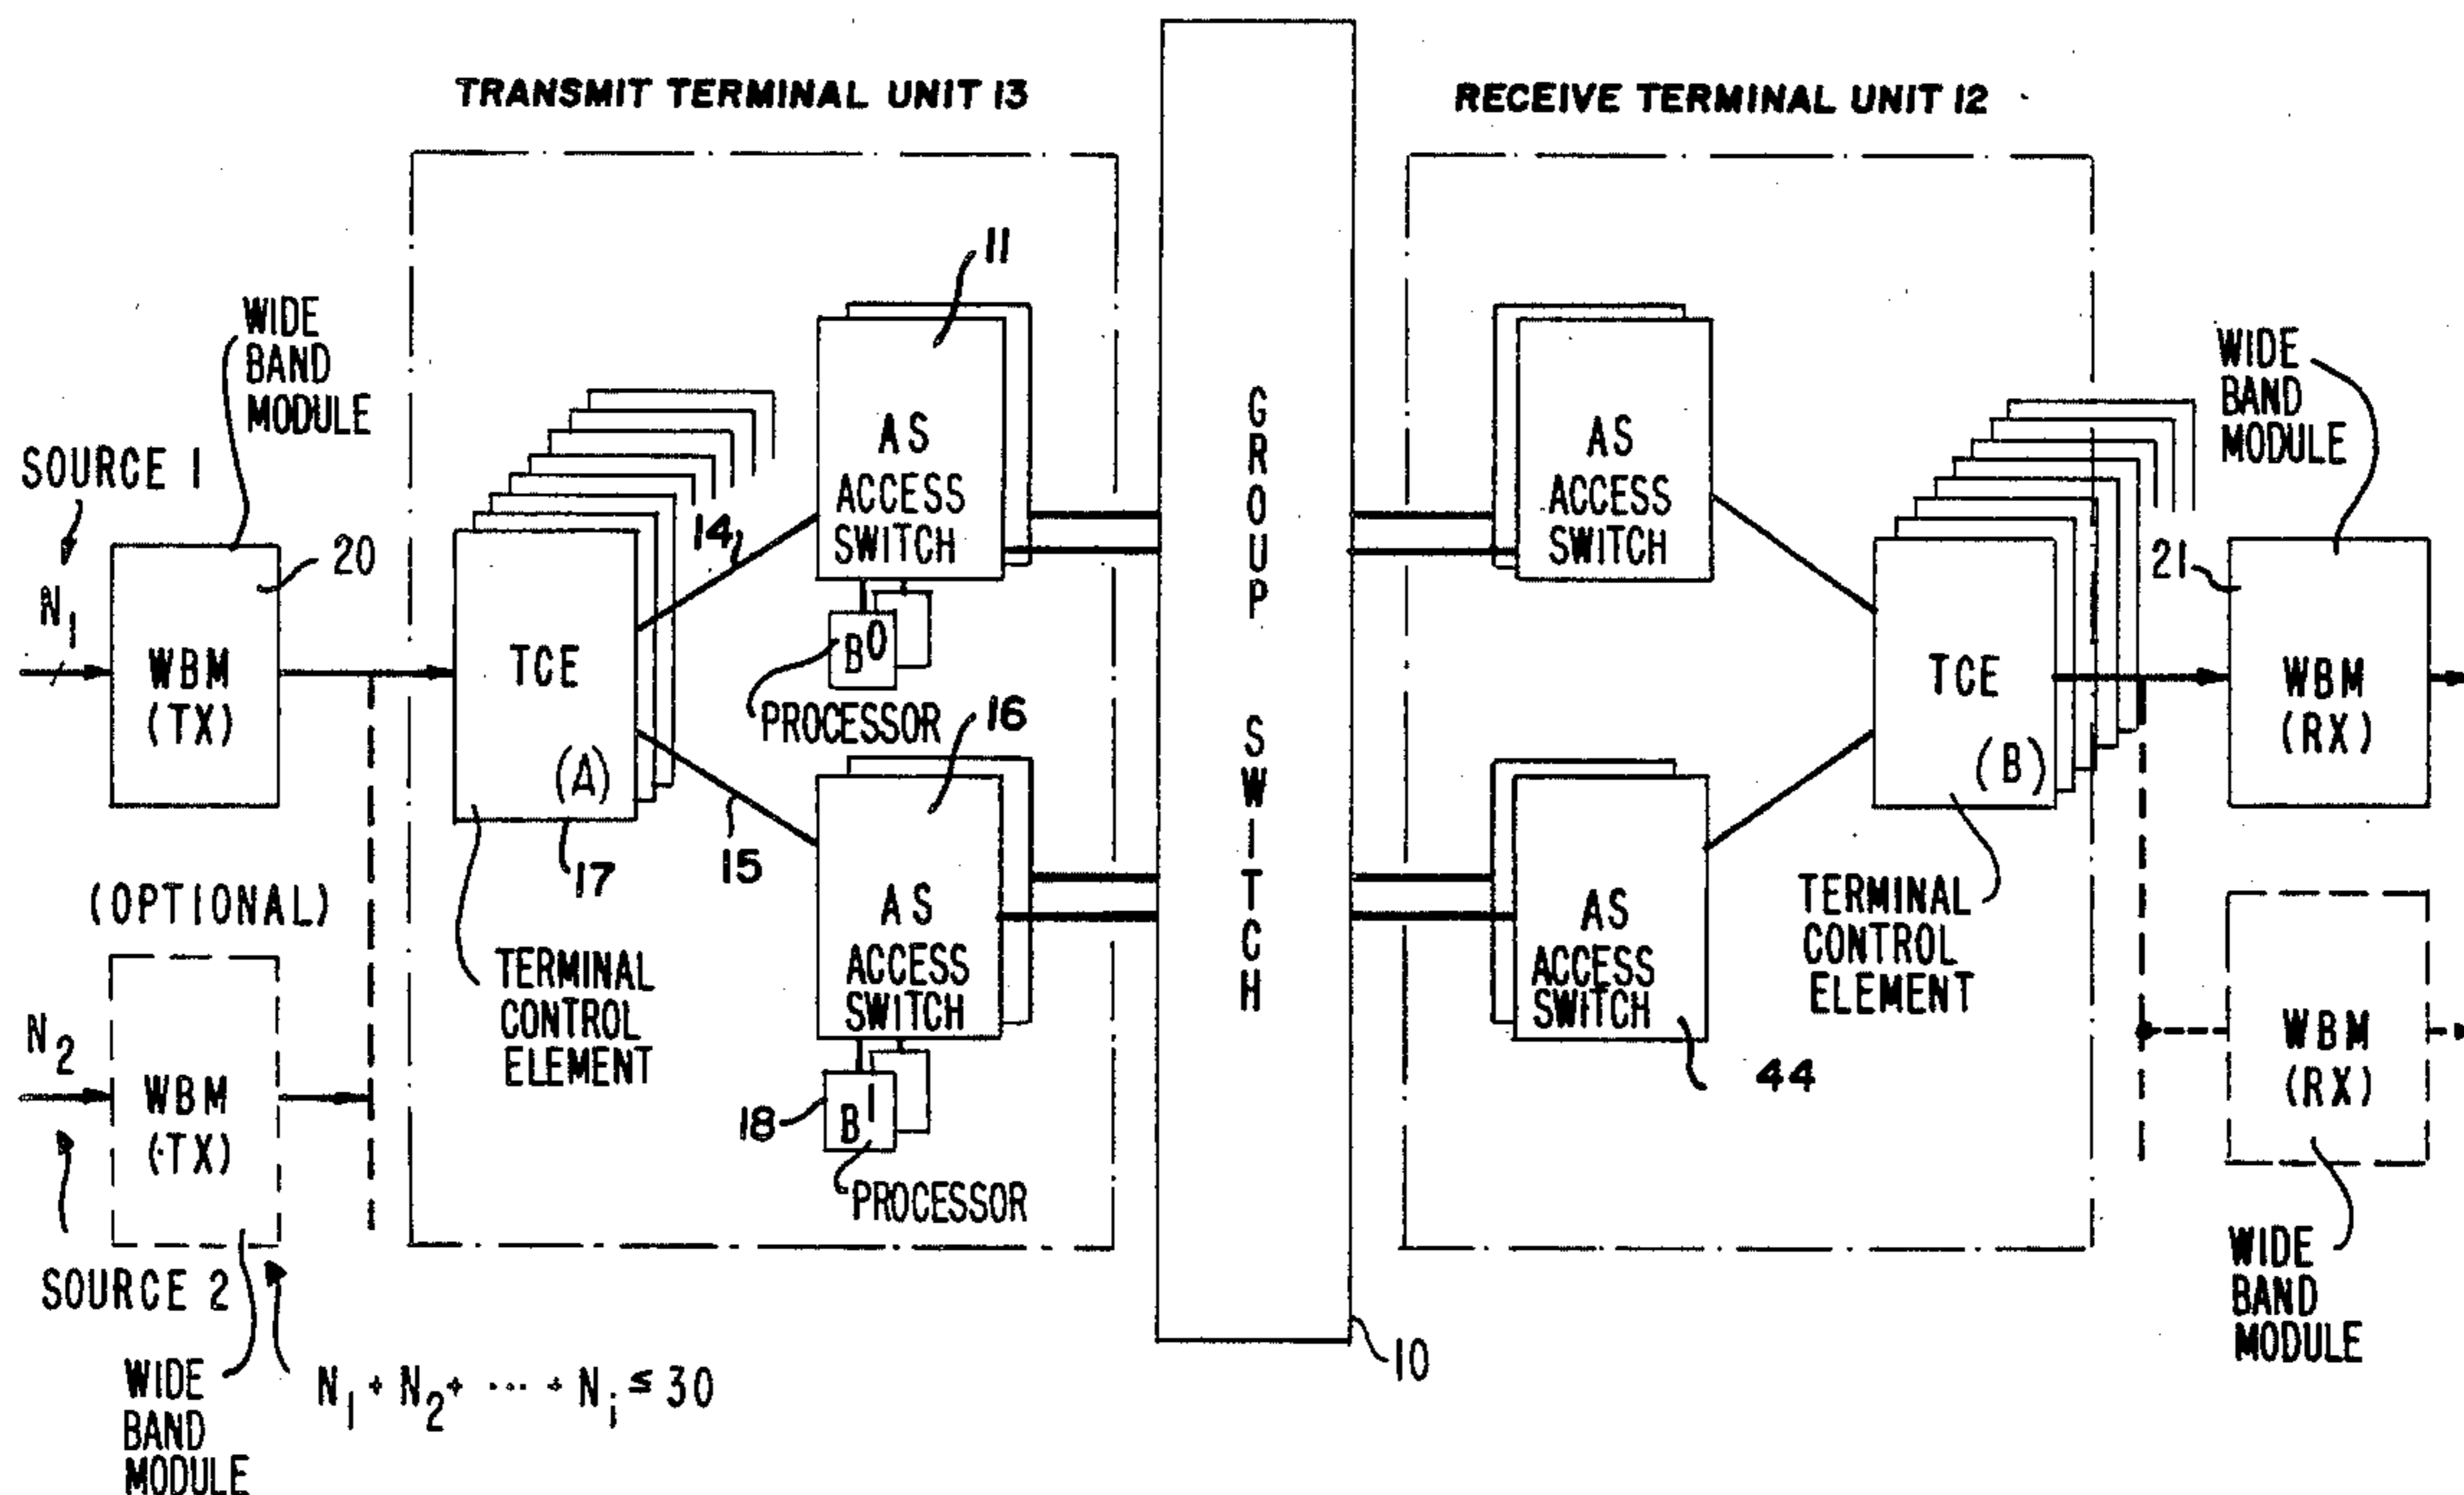 TRANSMIT TERMINAL UNIT 13
RECEIVE TERMINAL UNIT 12
WIDE
BAND
MODULE
SOURCE 1
N1
20
WBM
(TX)
(OPTIONAL)
N2
WBM
(TX)
SOURCE 2
WIDE
BAND
MODULE
N1 + N2 + ... + Ni ≤ 30
TCE
(A)
17
TERMINAL
CONTROL
ELEMENT
14
15
11
AS
ACCESS
SWITCH
B0
PROCESSOR
16
AS
ACCESS
SWITCH
18
B1
PROCESSOR
GROUP SWITCH
10
AS
ACCESS
SWITCH
AS
ACCESS
SWITCH
44
TCE
(B)
TERMINAL
CONTROL
ELEMENT
WIDE
BAND
MODULE
21
WBM
(RX)
WBM
(RX)
WIDE
BAND
MODULE